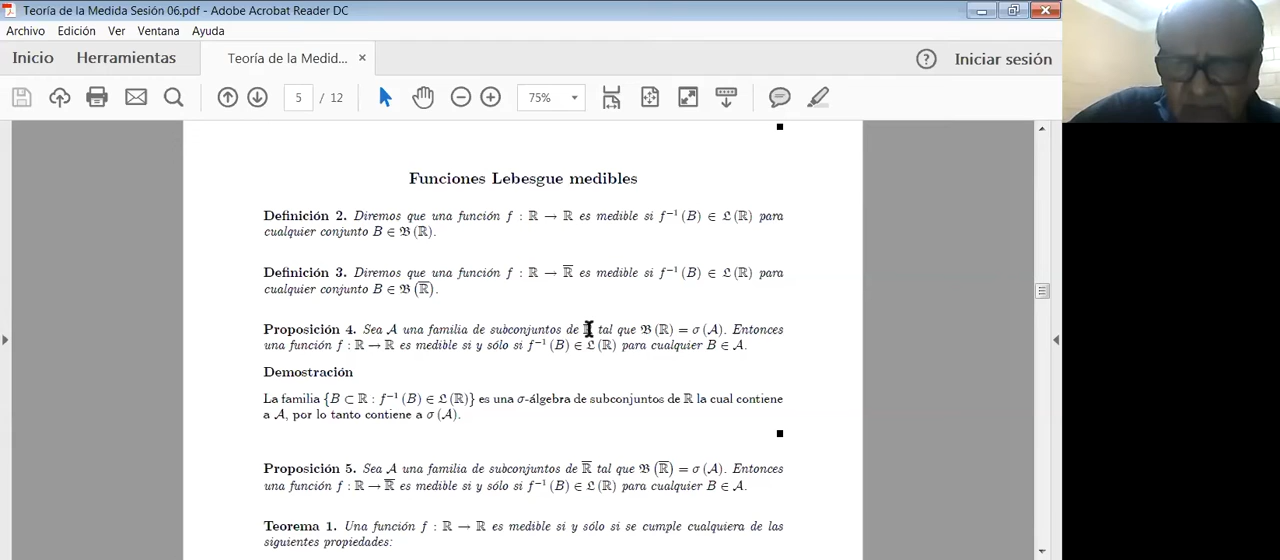 Teoría de la Medida Sesión 06.pdf - Adobe Acrobat Reader DC
Archivo Edición Ver Ventana Ayuda
Inicio Herramientas Teoría de la Medid... × ? Iniciar sesión
5 / 12 75%
Funciones Lebesgue medibles
Definición 2. Diremos que una función f : ℝ → ℝ es medible si f⁻¹ (B) ∈ 𝔏 (ℝ) para
cualquier conjunto B ∈ 𝔅 (ℝ).
Definición 3. Diremos que una función f : ℝ → ℝ̅ es medible si f⁻¹ (B) ∈ 𝔏 (ℝ) para
cualquier conjunto B ∈ 𝔅 (ℝ̅).
Proposición 4. Sea 𝒜 una familia de subconjuntos de tal que 𝔅 (ℝ) = σ (𝒜). Entonces
una función f : ℝ → ℝ es medible si y sólo si f⁻¹ (B) ∈ 𝔏 (ℝ) para cualquier B ∈ 𝒜.
Demostración
La familia {B ⊂ ℝ : f⁻¹ (B) ∈ 𝔏 (ℝ)} es una σ-álgebra de subconjuntos de ℝ la cual contiene
a 𝒜, por lo tanto contiene a σ (𝒜).
Proposición 5. Sea 𝒜 una familia de subconjuntos de ℝ̅ tal que 𝔅 (ℝ̅) = σ (𝒜). Entonces
una función f : ℝ → ℝ̅ es medible si y sólo si f⁻¹ (B) ∈ 𝔏 (ℝ) para cualquier B ∈ 𝒜.
Teorema 1. Una función f : ℝ → ℝ es medible si y sólo si se cumple cualquiera de las
siguientes propiedades: